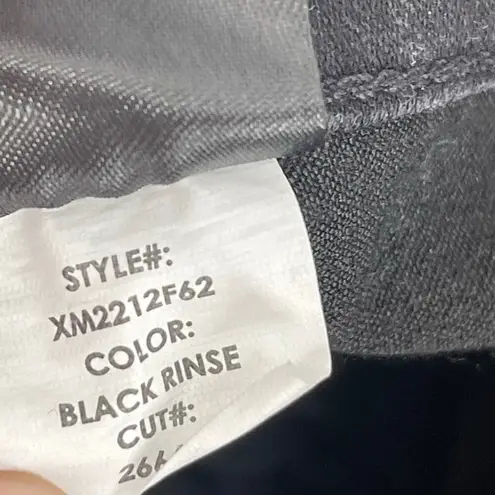 STYLE#:
XM2212F62
COLOR:
BLACK RINSE
CUT#: